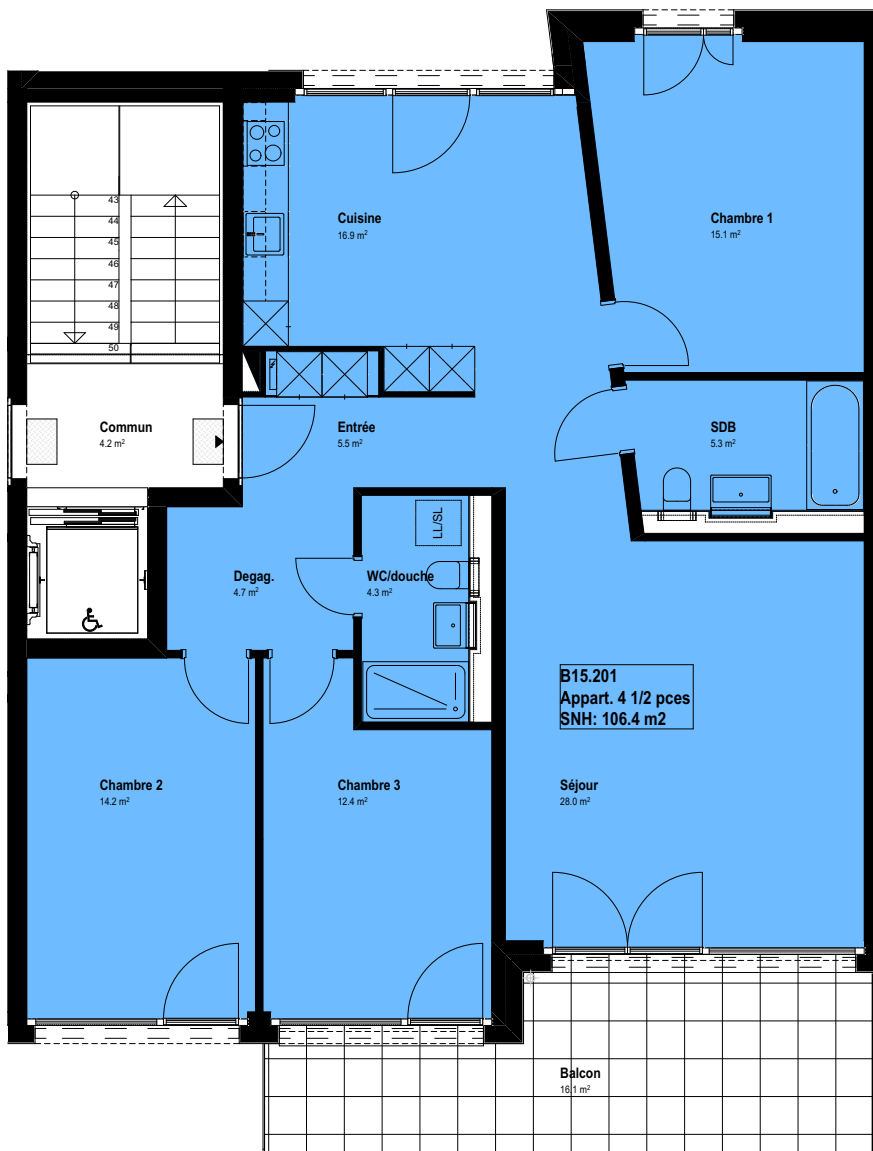 43
44
45
46
47
48
49
50
Cuisine
16.9 m²
Chambre 1
15.1 m²
Commun
4.2 m²
Entrée
5.5 m²
SDB
5.3 m²
LL/SL
Degag.
4.7 m²
WC/douche
4.3 m²
B15.201
Appart. 4 1/2 pces
SNH: 106.4 m2
Chambre 2
14.2 m²
Chambre 3
12.4 m²
Séjour
28.0 m²
Balcon
16.1 m²